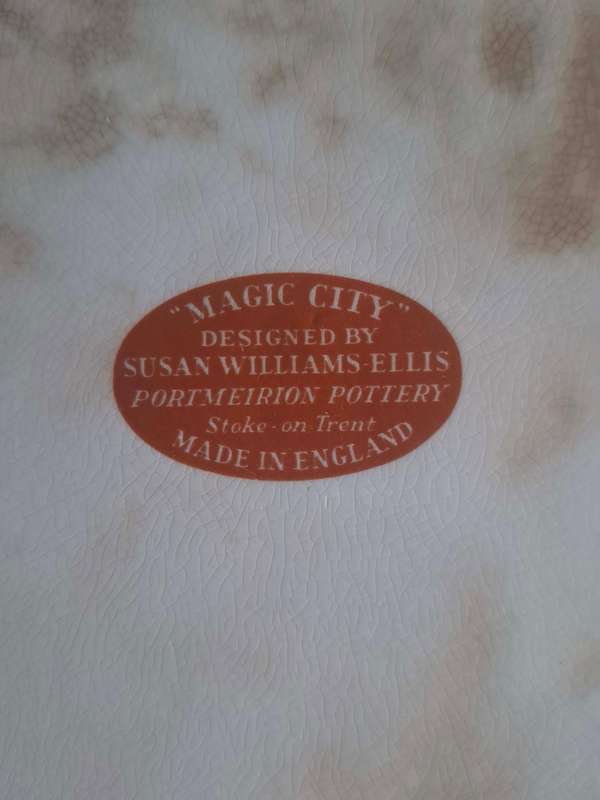 "MAGIC CITY"
DESIGNED BY
SUSAN WILLIAMS-ELLIS
PORTMEIRION POTTERY
Stoke-on-Trent
MADE IN ENGLAND